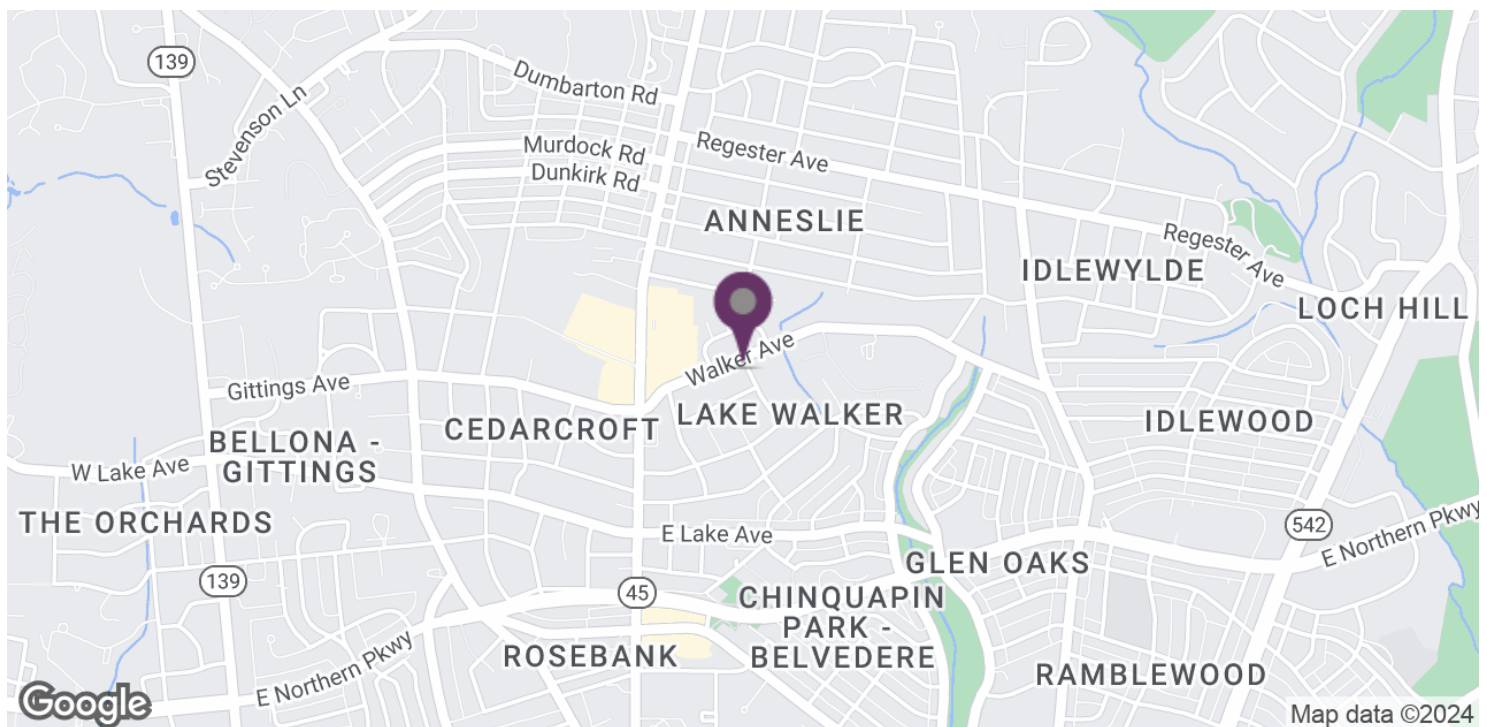 139
Stevenson Ln
Dumbarton Rd
Murdock Rd
Dunkirk Rd
Regester Ave
ANNESLIE
Regester Ave
IDLEWYLDE
LOCH HILL
Walker Ave
Gittings Ave
CEDARCROFT
LAKE WALKER
IDLEWOOD
BELLONA -
GITTINGS
W Lake Ave
THE ORCHARDS
E Lake Ave
542
E Northern Pkwy
GLEN OAKS
139
45
CHINQUAPIN
PARK -
BELVEDERE
ROSEBANK
RAMBLEWOOD
E Northern Pkwy
Google
Map data ©2024